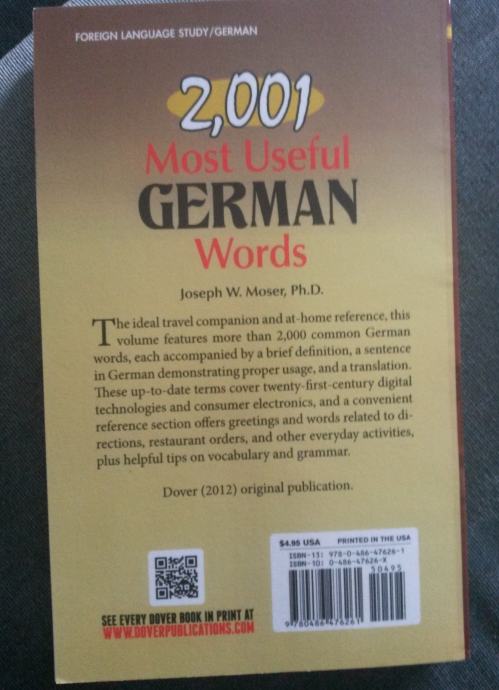 FOREIGN LANGUAGE STUDY/GERMAN
2,001
Most Useful
GERMAN
Words
Joseph W. Moser, Ph.D.
The ideal travel companion and at-home reference, this
volume features more than 2,000 common German
words, each accompanied by a brief definition, a sentence
in German demonstrating proper usage, and a translation.
These up-to-date terms cover twenty-first-century digital
technologies and consumer electronics, and a convenient
reference section offers greetings and words related to di-
rections, restaurant orders, and other everyday activities,
plus helpful tips on vocabulary and grammar.
Dover (2012) original publication.
$4.95 USA PRINTED IN THE USA
ISBN-13: 978-0-486-47626-1
ISBN-10: 0-486-47626-X
50495
9 780486 476261
SEE EVERY DOVER BOOK IN PRINT AT
WWW.DOVERPUBLICATIONS.COM